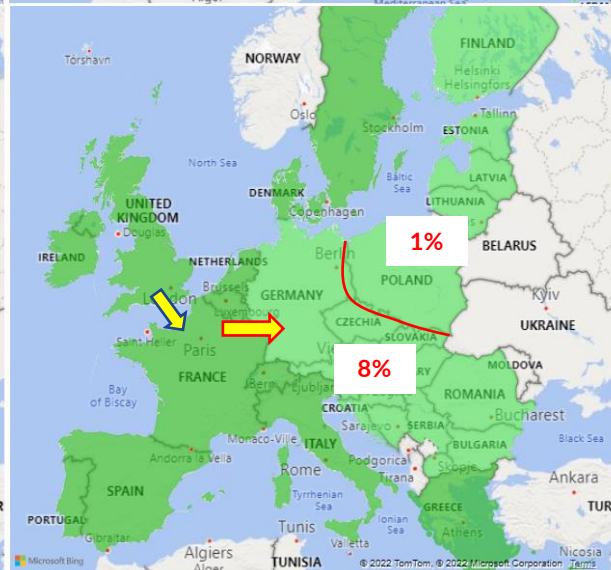 Mediterranean Sea
FINLAND
NORWAY
Tórshavn
Helsinki
Helsingfors
Oslo
Tallinn
Stockholm
ESTONIA
North Sea
LATVIA
Baltic
Sea
DENMARK
LITHUANIA
UNITED
KINGDOM
Copenhagen
Douglas
1%
BELARUS
IRELAND
NETHERLANDS
Berlin
POLAND
London
Brussels
GERMANY
Kyiv
Luxembourg
CZECHIA
UKRAINE
Saint Helier
Paris
SLOVAKIA
FRANCE
8%
MOLDOVA
Bern
Ljubljana
ROMANIA
Bay
of Biscay
CROATIA
Bucharest
Sarajevo
SERBIA
Monaco-Ville
ITALY
BULGARIA
Black Sea
Andorra la Vella
Podgorica
Skopje
Rome
Tirana
Ankara
SPAIN
Tyrrhenian
Sea
GREECE
TUR
PORTUGAL
Ionian
Sea
Athens
Gibraltar
Tunis
Valletta
Algiers
Nicosia
Microsoft Bing
TUNISIA
© 2022 TomTom, © 2022 Microsoft Corporation Terms